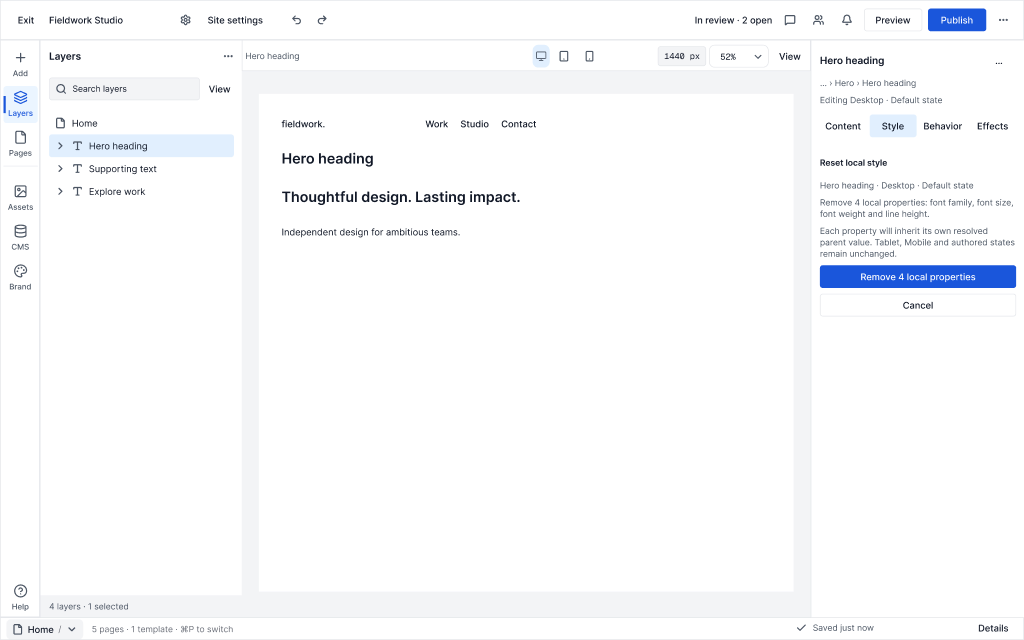 Exit Fieldwork Studio Site settings In review · 2 open Preview Publish ...
Add
Layers
Pages
Assets
CMS
Brand
Help
Layers ...
Search layers View
Home
Hero heading
Supporting text
Explore work
4 layers · 1 selected
Hero heading 1440 px 52% View
fieldwork. Work Studio Contact
Hero heading
Thoughtful design. Lasting impact.
Independent design for ambitious teams.
Hero heading ...
... › Hero › Hero heading
Editing Desktop · Default state
Content Style Behavior Effects
Reset local style
Hero heading · Desktop · Default state
Remove 4 local properties: font family, font size,
font weight and line height.
Each property will inherit its own resolved
parent value. Tablet, Mobile and authored states
remain unchanged.
Remove 4 local properties
Cancel
Home / 5 pages · 1 template · ⌘P to switch Saved just now Details